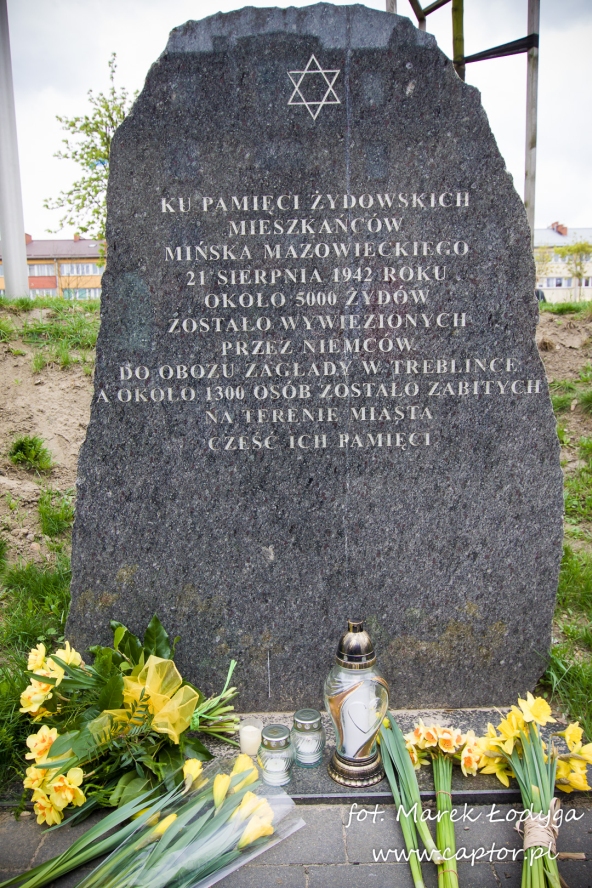 KU PAMIĘCI ŻYDOWSKICH
MIESZKAŃCÓW
MIŃSKA MAZOWIECKIEGO
21 SIERPNIA 1942 ROKU
OKOŁO 5000 ŻYDÓW
ZOSTAŁO WYWIEZIONYCH
PRZEZ NIEMCÓW
DO OBOZU ZAGŁADY W TREBLINCE
A OKOŁO 1300 OSÓB ZOSTAŁO ZABITYCH
NA TERENIE MIASTA
CZEŚĆ ICH PAMIĘCI
fot. Marek Łodyga
www.captor.pl